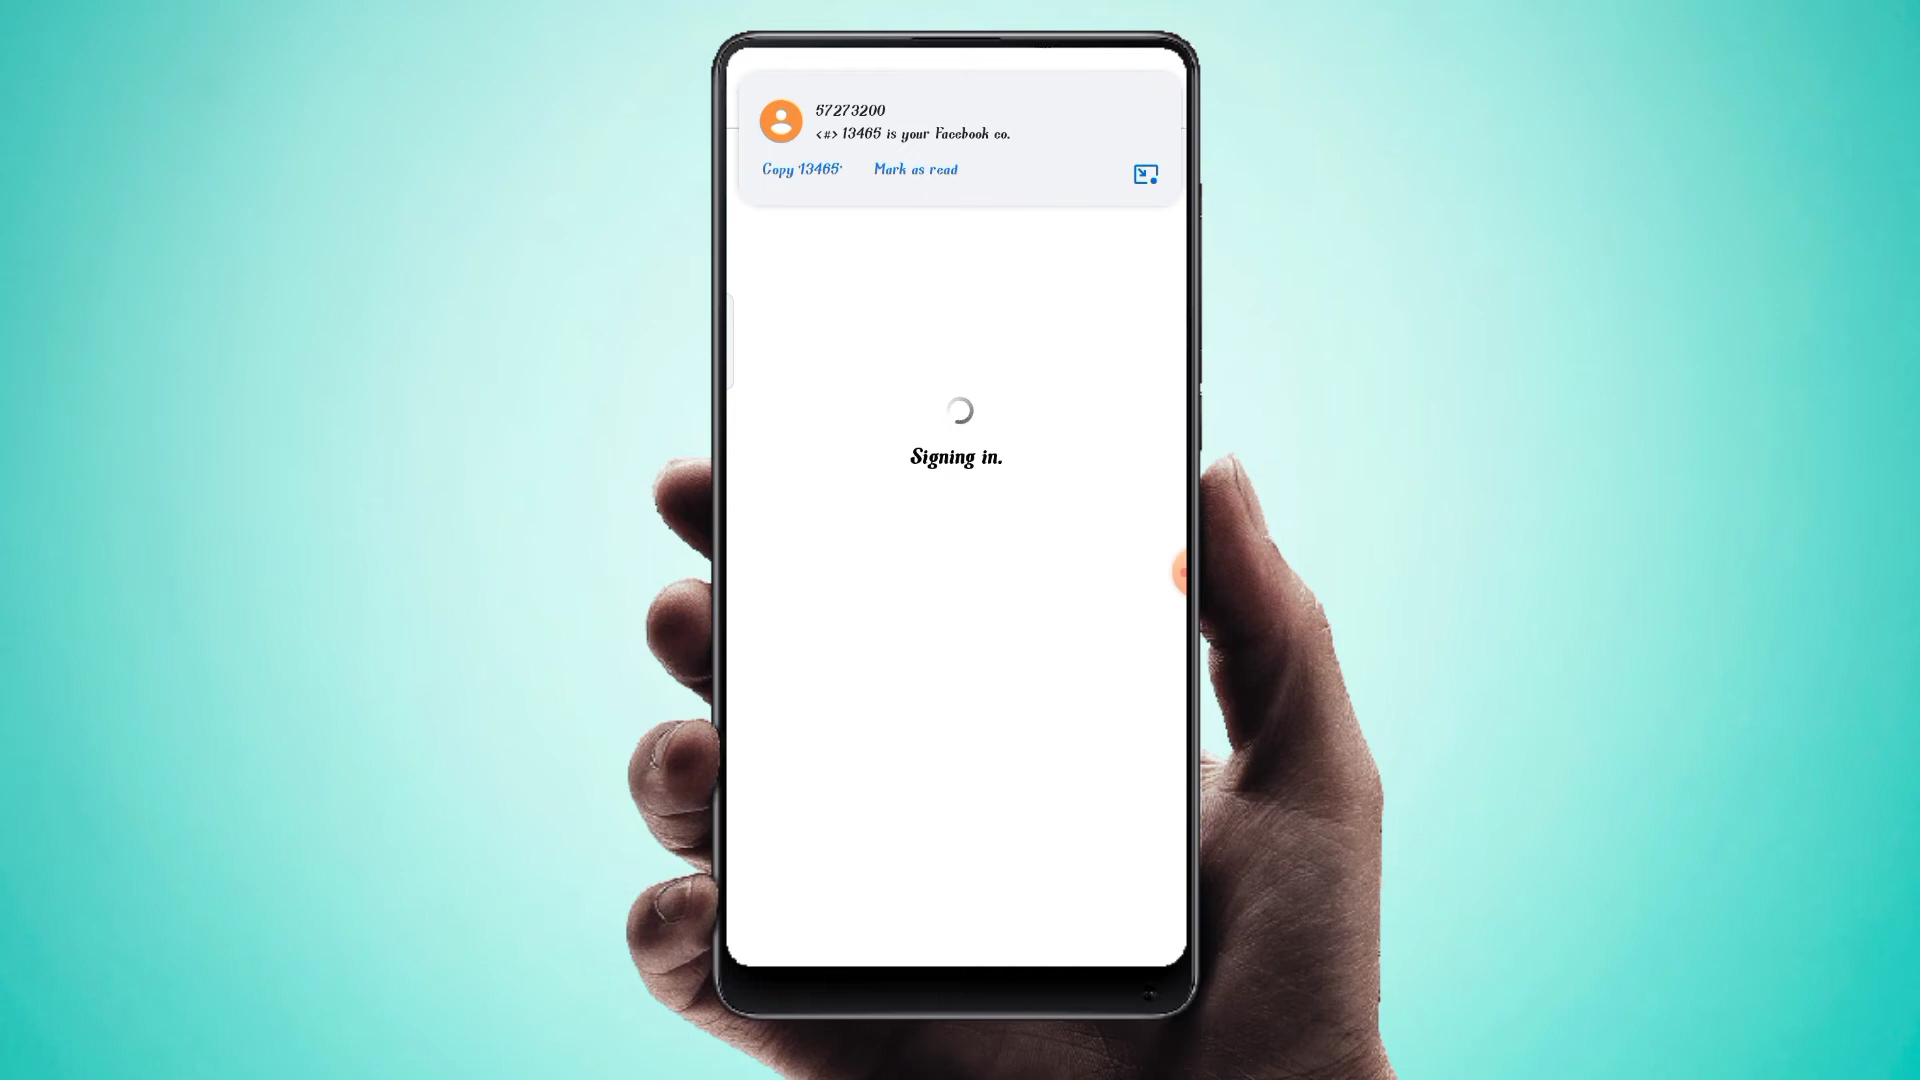 57273200
<#> 13465 is your Facebook co.
Copy '13465'
Mark as read
Signing in.